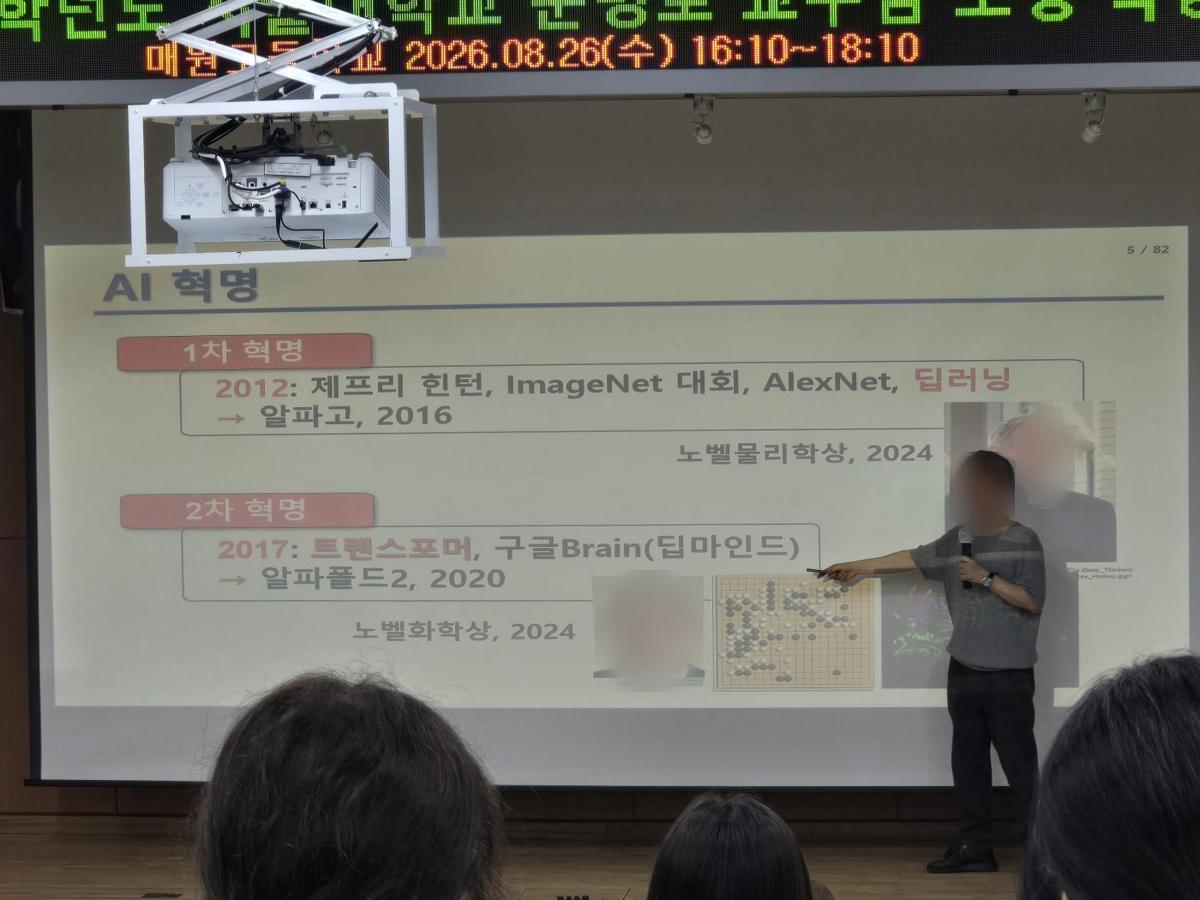 교수님
2026.08.26(수) 16:10~18:10
5 / 82
AI 혁명
1차 혁명
2012: 제프리 힌턴, ImageNet 대회, AlexNet, 딥러닝
→ 알파고, 2016
노벨물리학상, 2024
2차 혁명
2017: 트랜스포머, 구글Brain(딥마인드)
→ 알파폴드2, 2020
노벨화학상, 2024